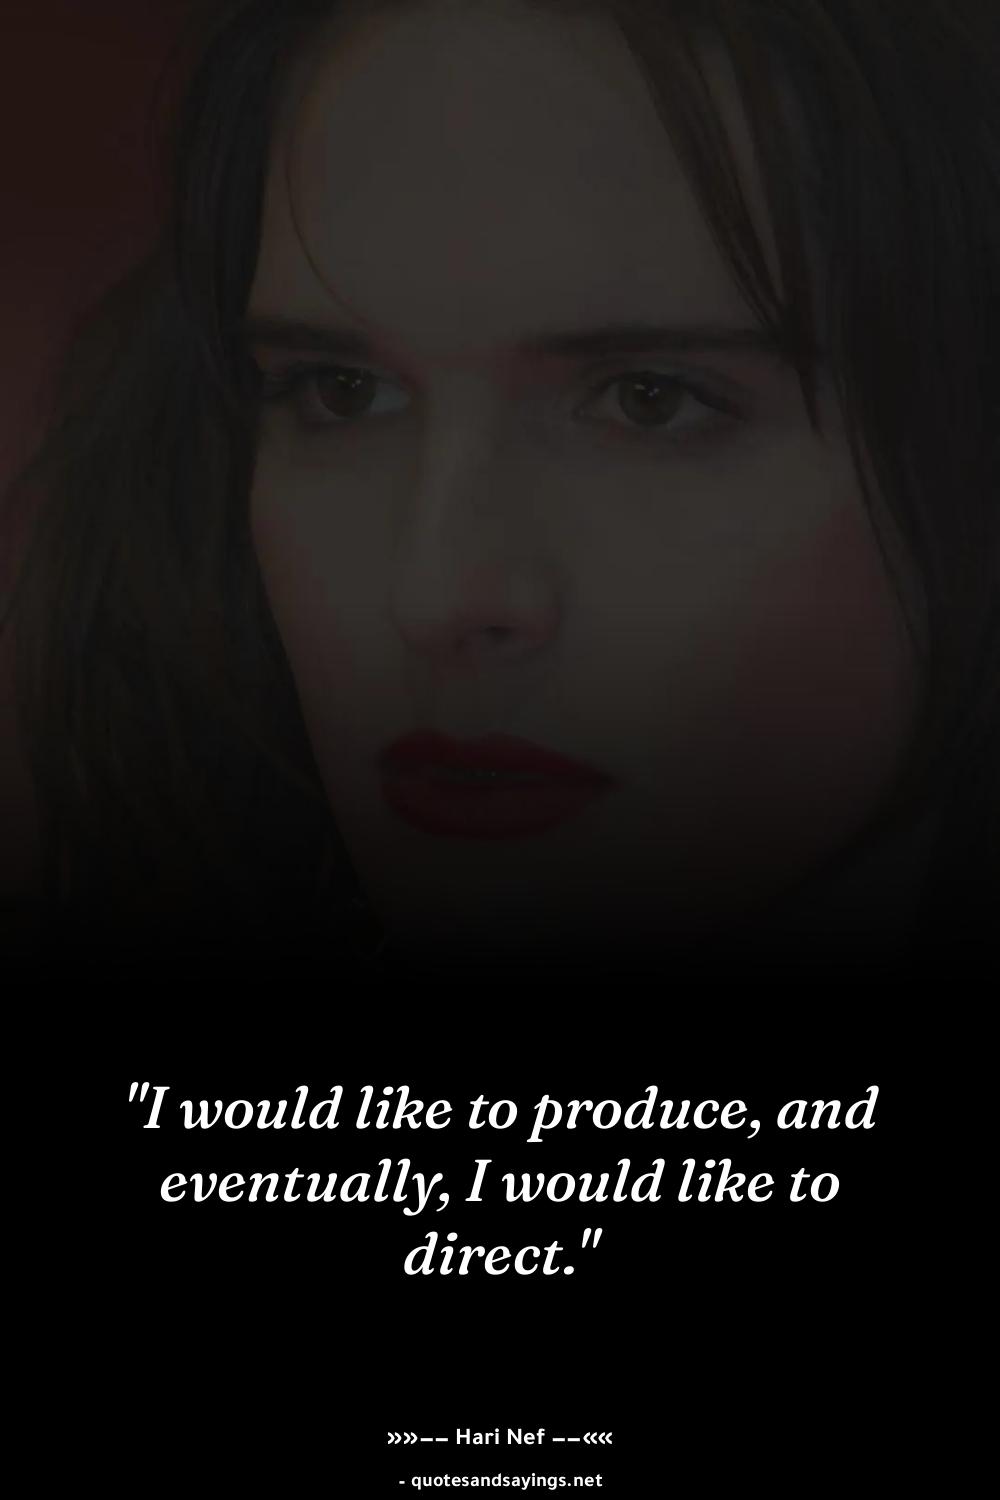 "I would like to produce, and
eventually, I would like to
direct."
»»–– Hari Nef ––««
- quotesandsayings.net